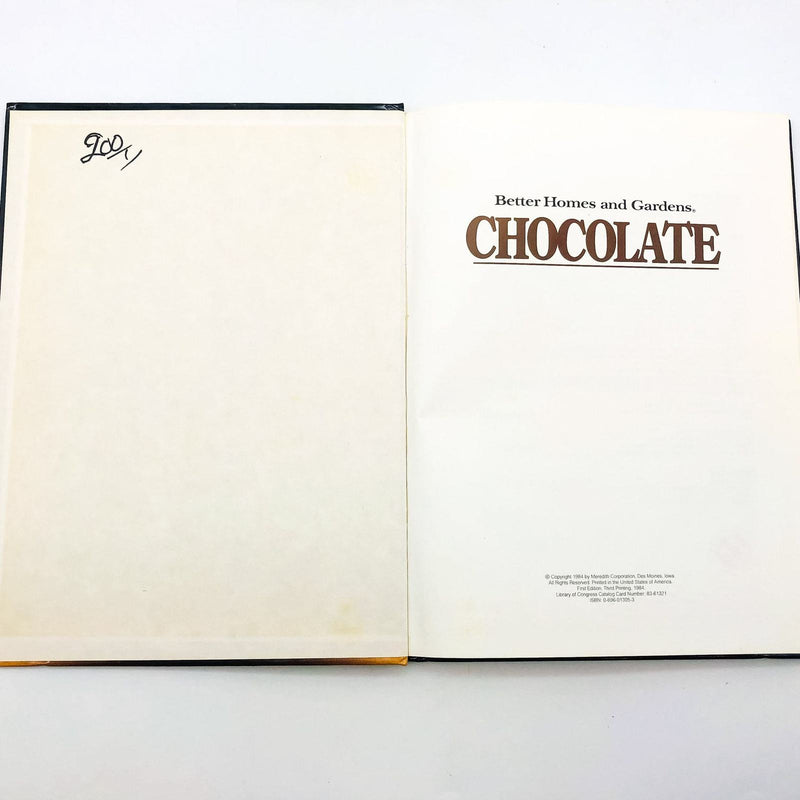 900/
Better Homes and Gardens®
CHOCOLATE
© Copyright 1984 by Meredith Corporation, Des Moines, Iowa.
All Rights Reserved. Printed in the United States of America.
First Edition. Third Printing, 1984.
Library of Congress Catalog Card Number: 83-61321
ISBN: 0-696-01305-3